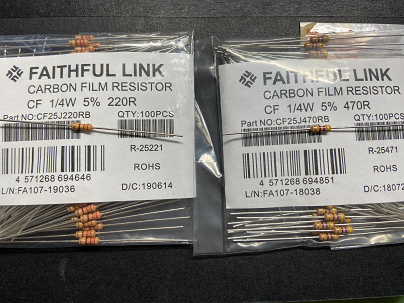 FAITHFUL LINK
CARBON FILM RESISTOR
CF 1/4W 5% 220R
Part NO:CF25J220RB QTY:100PCS
R-25221
4 571268 694646
ROHS
L/N:FA107-19036 D/C:190614
FAITHFUL LINK
CARBON FILM RESISTOR
CF 1/4W 5% 470R
Part NO:CF25J470RB QTY:100PCS
R-25471
4 571268 694851
ROHS
L/N:FA107-18038 D/C:18072